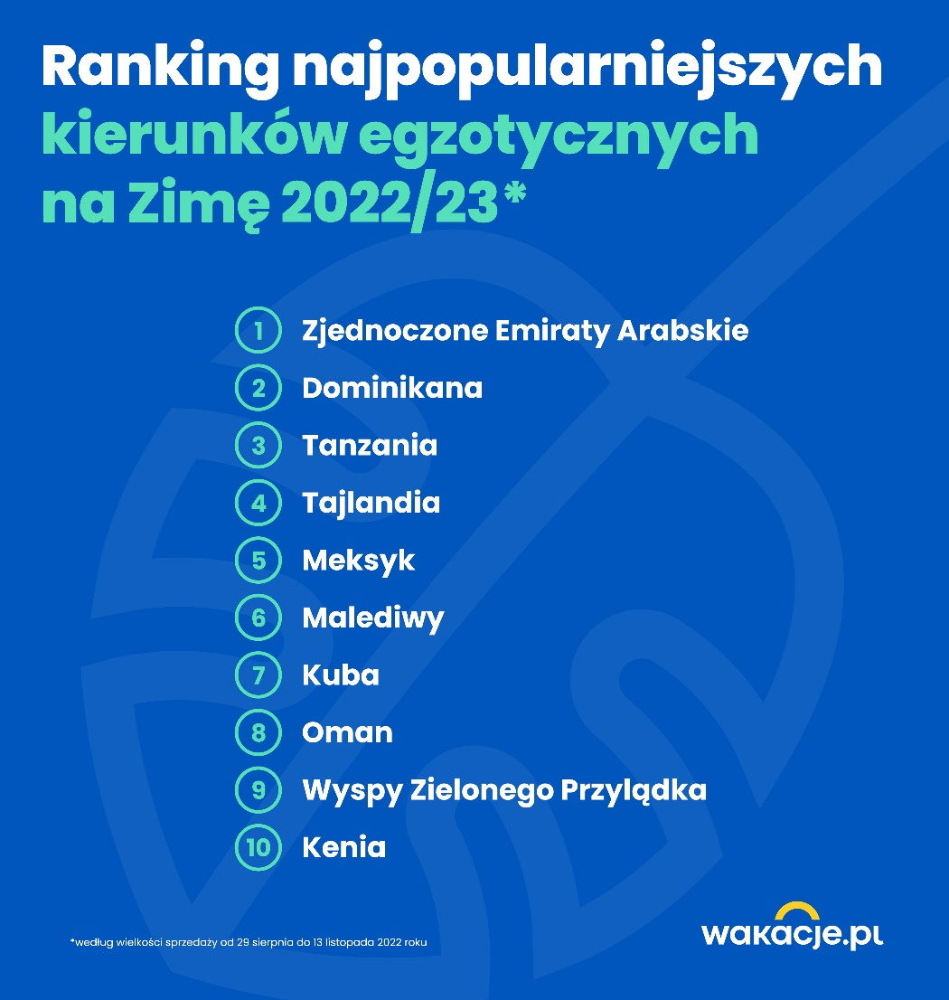 Ranking najpopularniejszych
kierunków egzotycznych
na Zimę 2022/23*
1 Zjednoczone Emiraty Arabskie
2 Dominikana
3 Tanzania
4 Tajlandia
5 Meksyk
6 Malediwy
7 Kuba
8 Oman
9 Wyspy Zielonego Przylądka
10 Kenia
*według wielkości sprzedaży od 29 sierpnia do 13 listopada 2022 roku
wakacje.pl